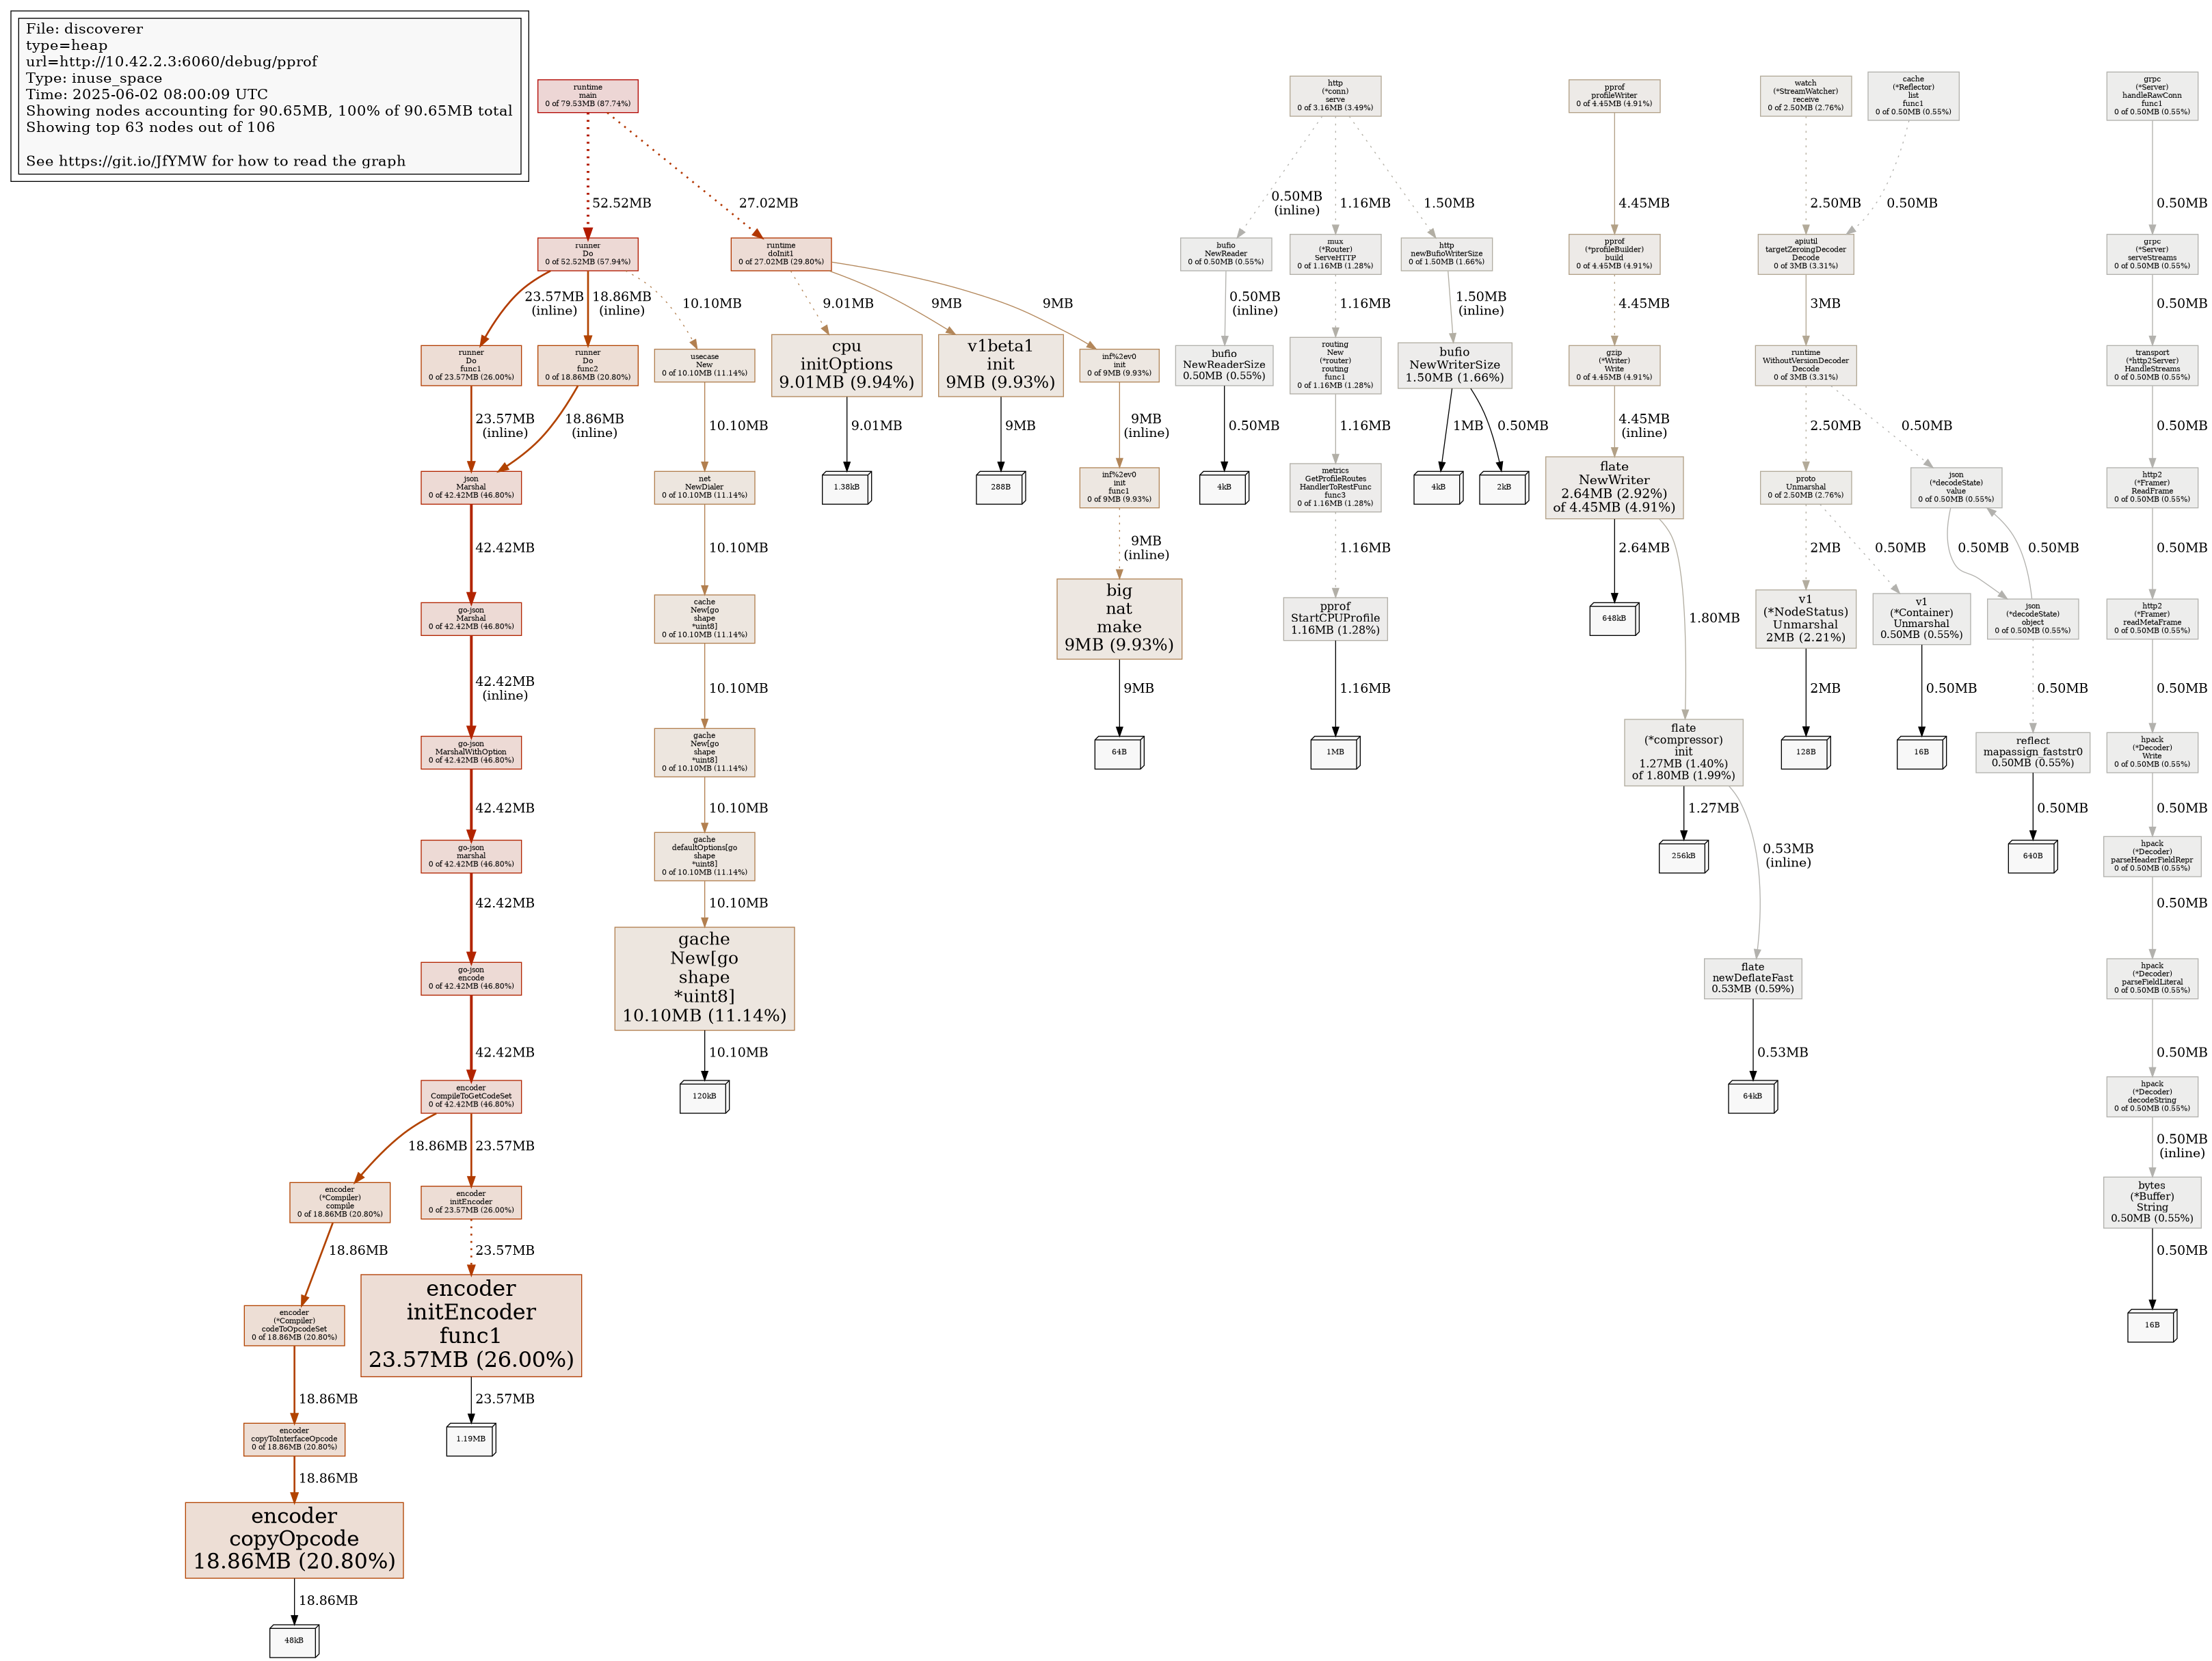 File: discoverer
type=heap
url=http://10.42.2.3:6060/debug/pprof
Type: inuse_space
Time: 2025-06-02 08:00:09 UTC
Showing nodes accounting for 90.65MB, 100% of 90.65MB total
Showing top 63 nodes out of 106
See https://git.io/JfYMW for how to read the graph
runtime
main
0 of 79.53MB (87.74%)
http
(*conn)
serve
0 of 3.16MB (3.49%)
pprof
profileWriter
0 of 4.45MB (4.91%)
watch
(*StreamWatcher)
receive
0 of 2.50MB (2.76%)
cache
(*Reflector)
list
func1
0 of 0.50MB (0.55%)
grpc
(*Server)
handleRawConn
func1
0 of 0.50MB (0.55%)
52.52MB
27.02MB
0.50MB
(inline)
1.16MB
1.50MB
4.45MB
2.50MB
0.50MB
0.50MB
runner
Do
0 of 52.52MB (57.94%)
runtime
doInit1
0 of 27.02MB (29.80%)
bufio
NewReader
0 of 0.50MB (0.55%)
mux
(*Router)
ServeHTTP
0 of 1.16MB (1.28%)
http
newBufioWriterSize
0 of 1.50MB (1.66%)
pprof
(*profileBuilder)
build
0 of 4.45MB (4.91%)
apiutil
targetZeroingDecoder
Decode
0 of 3MB (3.31%)
grpc
(*Server)
serveStreams
0 of 0.50MB (0.55%)
23.57MB
(inline)
18.86MB
(inline)
10.10MB
9.01MB
9MB
9MB
0.50MB
(inline)
1.16MB
1.50MB
(inline)
4.45MB
3MB
0.50MB
runner
Do
func1
0 of 23.57MB (26.00%)
runner
Do
func2
0 of 18.86MB (20.80%)
usecase
New
0 of 10.10MB (11.14%)
cpu
initOptions
9.01MB (9.94%)
v1beta1
init
9MB (9.93%)
inf%2ev0
init
0 of 9MB (9.93%)
bufio
NewReaderSize
0.50MB (0.55%)
routing
New
(*router)
routing
func1
0 of 1.16MB (1.28%)
bufio
NewWriterSize
1.50MB (1.66%)
gzip
(*Writer)
Write
0 of 4.45MB (4.91%)
runtime
WithoutVersionDecoder
Decode
0 of 3MB (3.31%)
transport
(*http2Server)
HandleStreams
0 of 0.50MB (0.55%)
23.57MB
(inline)
18.86MB
(inline)
10.10MB
9.01MB
9MB
9MB
(inline)
0.50MB
1.16MB
1MB
0.50MB
4.45MB
(inline)
2.50MB
0.50MB
0.50MB
json
Marshal
0 of 42.42MB (46.80%)
net
NewDialer
0 of 10.10MB (11.14%)
1.38kB
288B
inf%2ev0
init
func1
0 of 9MB (9.93%)
4kB
metrics
GetProfileRoutes
HandlerToRestFunc
func3
0 of 1.16MB (1.28%)
4kB
2kB
flate
NewWriter
2.64MB (2.92%)
of 4.45MB (4.91%)
proto
Unmarshal
0 of 2.50MB (2.76%)
json
(*decodeState)
value
0 of 0.50MB (0.55%)
http2
(*Framer)
ReadFrame
0 of 0.50MB (0.55%)
42.42MB
10.10MB
9MB
(inline)
1.16MB
2.64MB
1.80MB
2MB
0.50MB
0.50MB
0.50MB
0.50MB
go-json
Marshal
0 of 42.42MB (46.80%)
cache
New[go
shape
*uint8]
0 of 10.10MB (11.14%)
big
nat
make
9MB (9.93%)
pprof
StartCPUProfile
1.16MB (1.28%)
648kB
v1
(*NodeStatus)
Unmarshal
2MB (2.21%)
v1
(*Container)
Unmarshal
0.50MB (0.55%)
json
(*decodeState)
object
0 of 0.50MB (0.55%)
http2
(*Framer)
readMetaFrame
0 of 0.50MB (0.55%)
42.42MB
(inline)
10.10MB
9MB
1.16MB
2MB
0.50MB
0.50MB
0.50MB
go-json
MarshalWithOption
0 of 42.42MB (46.80%)
gache
New[go
shape
*uint8]
0 of 10.10MB (11.14%)
64B
1MB
flate
(*compressor)
init
1.27MB (1.40%)
of 1.80MB (1.99%)
128B
16B
reflect
mapassign_faststr0
0.50MB (0.55%)
hpack
(*Decoder)
Write
0 of 0.50MB (0.55%)
42.42MB
10.10MB
1.27MB
0.53MB
(inline)
0.50MB
0.50MB
go-json
marshal
0 of 42.42MB (46.80%)
gache
defaultOptions[go
shape
*uint8]
0 of 10.10MB (11.14%)
256kB
640B
hpack
(*Decoder)
parseHeaderFieldRepr
0 of 0.50MB (0.55%)
42.42MB
10.10MB
0.50MB
go-json
encode
0 of 42.42MB (46.80%)
gache
New[go
shape
*uint8]
10.10MB (11.14%)
flate
newDeflateFast
0.53MB (0.59%)
hpack
(*Decoder)
parseFieldLiteral
0 of 0.50MB (0.55%)
42.42MB
10.10MB
0.53MB
0.50MB
encoder
CompileToGetCodeSet
0 of 42.42MB (46.80%)
120kB
64kB
hpack
(*Decoder)
decodeString
0 of 0.50MB (0.55%)
18.86MB
23.57MB
0.50MB
(inline)
encoder
(*Compiler)
compile
0 of 18.86MB (20.80%)
encoder
initEncoder
0 of 23.57MB (26.00%)
bytes
(*Buffer)
String
0.50MB (0.55%)
18.86MB
23.57MB
0.50MB
encoder
(*Compiler)
codeToOpcodeSet
0 of 18.86MB (20.80%)
encoder
initEncoder
func1
23.57MB (26.00%)
16B
18.86MB
23.57MB
encoder
copyToInterfaceOpcode
0 of 18.86MB (20.80%)
1.19MB
18.86MB
encoder
copyOpcode
18.86MB (20.80%)
18.86MB
48kB